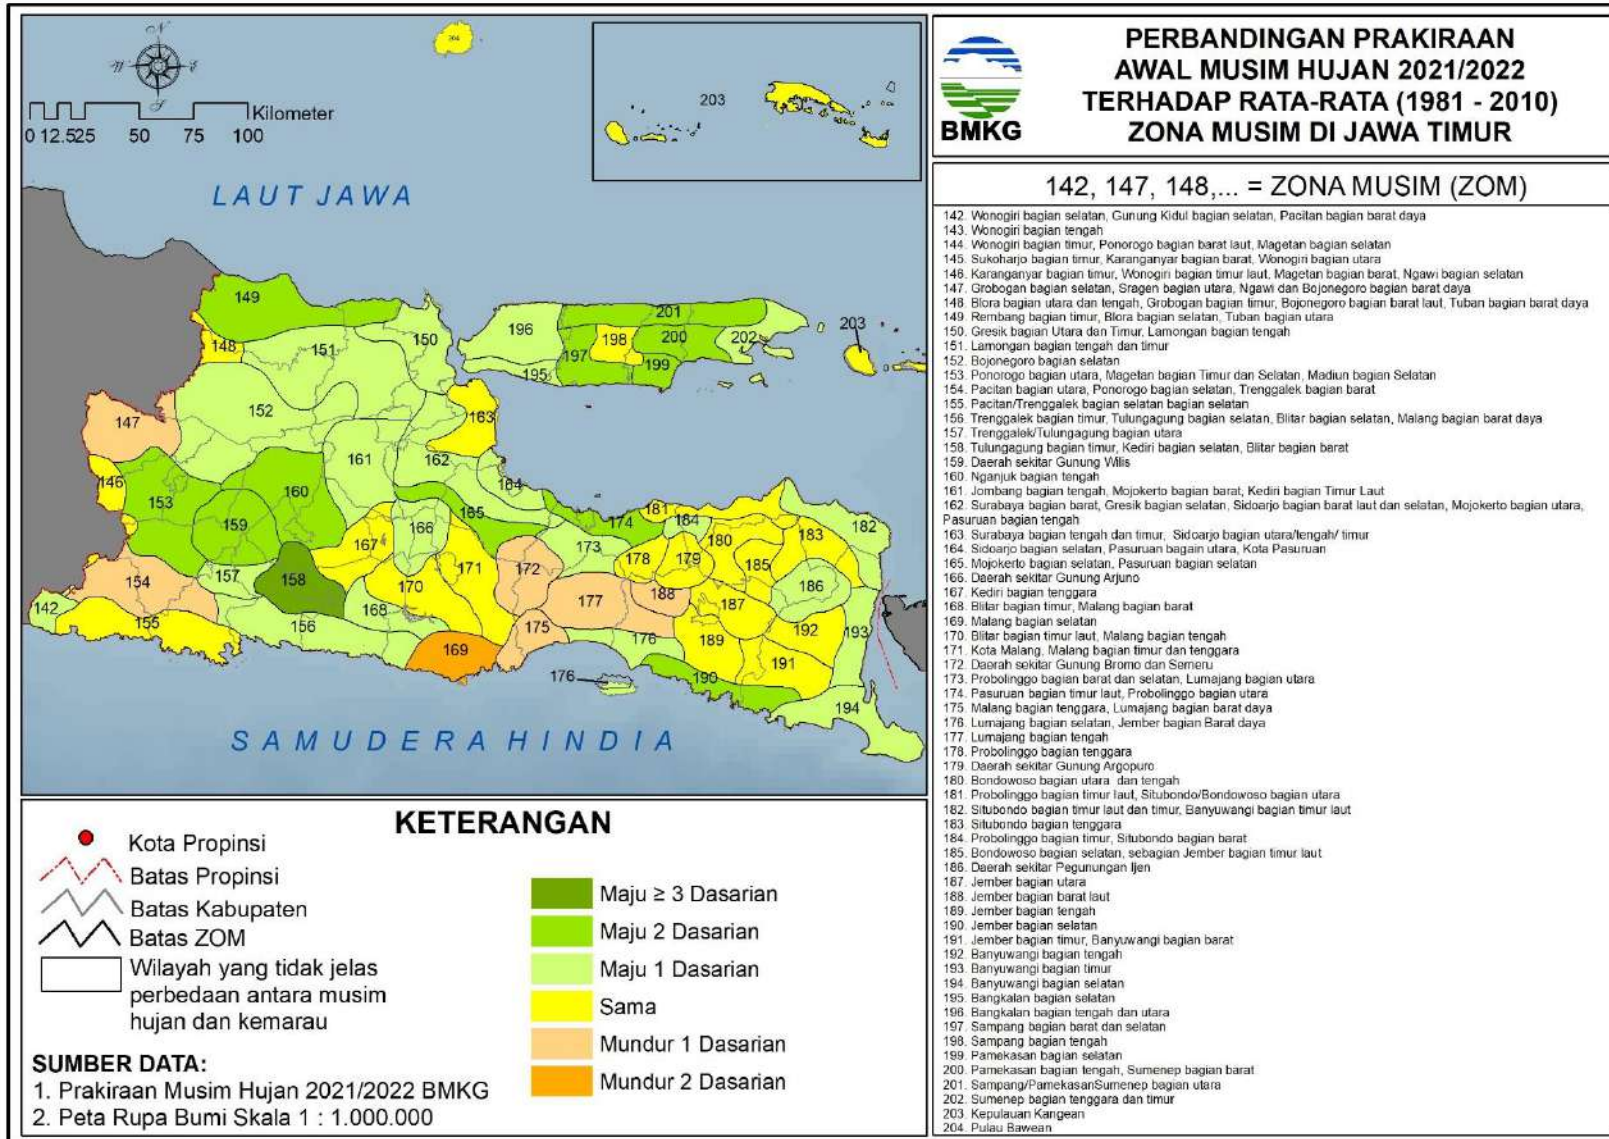 N
W
E
S
Kilometer
0 12.525 50 75 100
LAUT JAWA
SAMUDERA HINDIA
204
203
149
148
151
150
196
201
198
197
200
202
203
199
195
147
152
163
146
153
160
161
162
164
159
165
174
181
184
182
167
166
173
178
179
180
183
185
186
154
157
158
170
171
172
177
188
187
142
155
156
168
169
175
176
189
192
193
191
190
176
194
BMKG
PERBANDINGAN PRAKIRAAN
AWAL MUSIM HUJAN 2021/2022
TERHADAP RATA-RATA (1981 - 2010)
ZONA MUSIM DI JAWA TIMUR
142, 147, 148,... = ZONA MUSIM (ZOM)
142. Wonogiri bagian selatan, Gunung Kidul bagian selatan, Pacitan bagian barat daya
143. Wonogiri bagian tengah
144. Wonogiri bagian timur, Ponorogo bagian barat laut, Magetan bagian selatan
145. Sukoharjo bagian timur, Karanganyar bagian barat, Wonogiri bagian utara
146. Karanganyar bagian timur, Wonogiri bagian timur laut, Magetan bagian barat, Ngawi bagian selatan
147. Grobogan bagian selatan, Sragen bagian utara, Ngawi dan Bojonegoro bagian barat daya
148. Blora bagian utara dan tengah, Grobogan bagian timur, Bojonegoro bagian barat laut, Tuban bagian barat daya
149. Rembang bagian timur, Blora bagian selatan, Tuban bagian utara
150. Gresik bagian Utara dan Timur, Lamongan bagian tengah
151. Lamongan bagian tengah dan timur
152. Bojonegoro bagian selatan
153. Ponorogo bagian utara, Magetan bagian Timur dan Selatan, Madiun bagian Selatan
154. Pacitan bagian utara, Ponorogo bagian selatan, Trenggalek bagian barat
155. Pacitan/Trenggalek bagian selatan bagian selatan
156. Trenggalek bagian timur, Tulungagung bagian selatan, Blitar bagian selatan, Malang bagian barat daya
157. Trenggalek/Tulungagung bagian utara
158. Tulungagung bagian timur, Kediri bagian selatan, Blitar bagian barat
159. Daerah sekitar Gunung Wilis
160. Nganjuk bagian tengah
161. Jombang bagian tengah, Mojokerto bagian barat, Kediri bagian Timur Laut
162. Surabaya bagian barat, Gresik bagian selatan, Sidoarjo bagian barat laut dan selatan, Mojokerto bagian utara,
Pasuruan bagian tengah
163. Surabaya bagian tengah dan timur, Sidoarjo bagian utara/tengah/ timur
164. Sidoarjo bagian selatan, Pasuruan bagain utara, Kota Pasuruan
165. Mojokerto bagian selatan, Pasuruan bagian selatan
166. Daerah sekitar Gunung Arjuno
167. Kediri bagian tenggara
168. Blitar bagian timur, Malang bagian barat
169. Malang bagian selatan
170. Blitar bagian timur laut, Malang bagian tengah
171. Kota Malang, Malang bagian timur dan tenggara
172. Daerah sekitar Gunung Bromo dan Semeru
173. Probolinggo bagian barat dan selatan, Lumajang bagian utara
174. Pasuruan bagian timur laut, Probolinggo bagian utara
175. Malang bagian tenggara, Lumajang bagian barat daya
176. Lumajang bagian selatan, Jember bagian Barat daya
177. Lumajang bagian tengah
178. Probolinggo bagian tenggara
179. Daerah sekitar Gunung Argopuro
180. Bondowoso bagian utara dan tengah
181. Probolinggo bagian timur laut, Situbondo/Bondowoso bagian utara
182. Situbondo bagian timur laut dan timur, Banyuwangi bagian timur laut
183. Situbondo bagian tenggara
184. Probolinggo bagian timur, Situbondo bagian barat
185. Bondowoso bagian selatan, sebagian Jember bagian timur laut
186. Daerah sekitar Pegunungan Ijen
187. Jember bagian utara
188. Jember bagian barat laut
189. Jember bagian tengah
190. Jember bagian selatan
191. Jember bagian timur, Banyuwangi bagian barat
192. Banyuwangi bagian tengah
193. Banyuwangi bagian timur
194. Banyuwangi bagian selatan
195. Bangkalan bagian selatan
196. Bangkalan bagian tengah dan utara
197. Sampang bagian barat dan selatan
198. Sampang bagian tengah
199. Pamekasan bagian selatan
200. Pamekasan bagian tengah, Sumenep bagian barat
201. Sampang/PamekasanSumenep bagian utara
202. Sumenep bagian tenggara dan timur
203. Kepulauan Kangean
204. Pulau Bawean
KETERANGAN
Kota Propinsi
Batas Propinsi
Batas Kabupaten
Batas ZOM
Wilayah yang tidak jelas
perbedaan antara musim
hujan dan kemarau
Maju ≥ 3 Dasarian
Maju 2 Dasarian
Maju 1 Dasarian
Sama
Mundur 1 Dasarian
Mundur 2 Dasarian
SUMBER DATA:
1. Prakiraan Musim Hujan 2021/2022 BMKG
2. Peta Rupa Bumi Skala 1 : 1.000.000